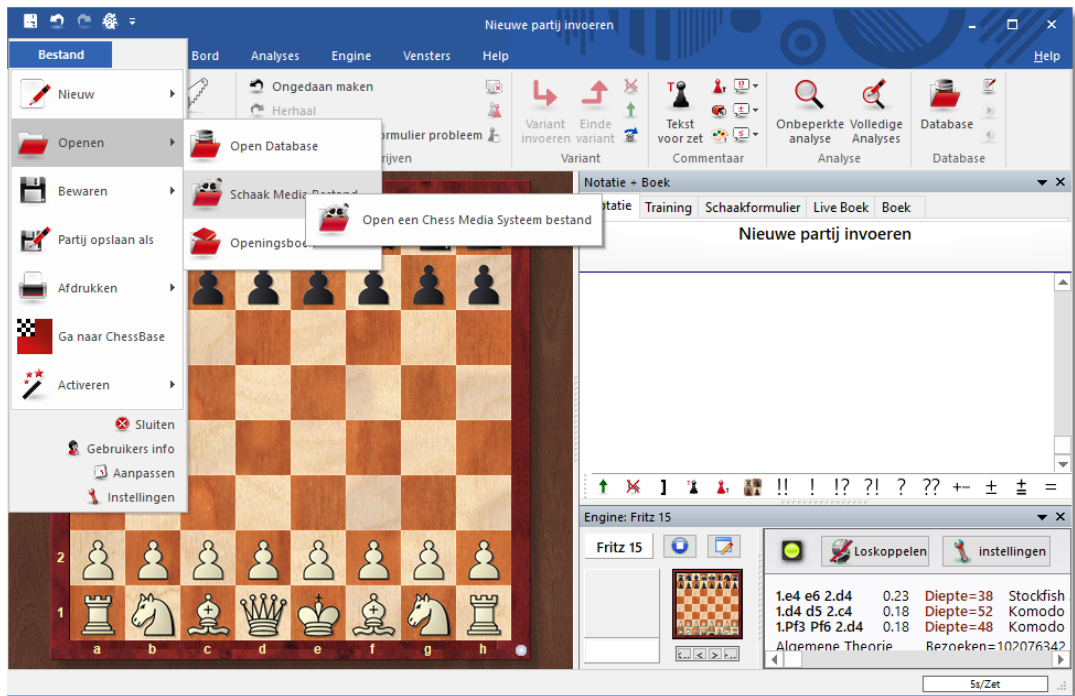 Nieuwe partij invoeren
Bestand Bord Analyses Engine Vensters Help Help
Nieuw
Openen
Bewaren
Partij opslaan als
Afdrukken
Ga naar ChessBase
Activeren
Sluiten
Gebruikers info
Aanpassen
Instellingen
Open Database
Schaak Media Bestand
Openingsboek
Open een Chess Media Systeem bestand
Ongedaan maken
Herhaal
rmulier probleem
rijven
Variant invoeren
Einde variant
Variant
Tekst voor zet
Commentaar
Onbeperkte analyse
Volledige Analyses
Analyse
Database
Database
Notatie + Boek
tatie Training Schaakformulier Live Boek Boek
Nieuwe partij invoeren
] !! ! !? ?! ? ?? +− ± ⩲ =
Engine: Fritz 15
Fritz 15
Loskoppelen
instellingen
1.e4 e6 2.d4 0.23 Diepte=38 Stockfish
1.d4 d5 2.c4 0.18 Diepte=52 Komodo
1.Pf3 Pf6 2.d4 0.18 Diepte=48 Komodo
Algemene Theorie Bezoeken=102076342
2
1
a b c d e f g h
5s/Zet